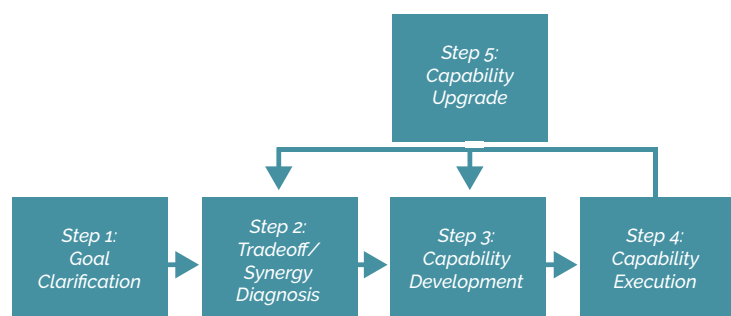 Step 5:
Capability
Upgrade
Step 1:
Goal
Clarification
Step 2:
Tradeoff/
Synergy
Diagnosis
Step 3:
Capability
Development
Step 4:
Capability
Execution